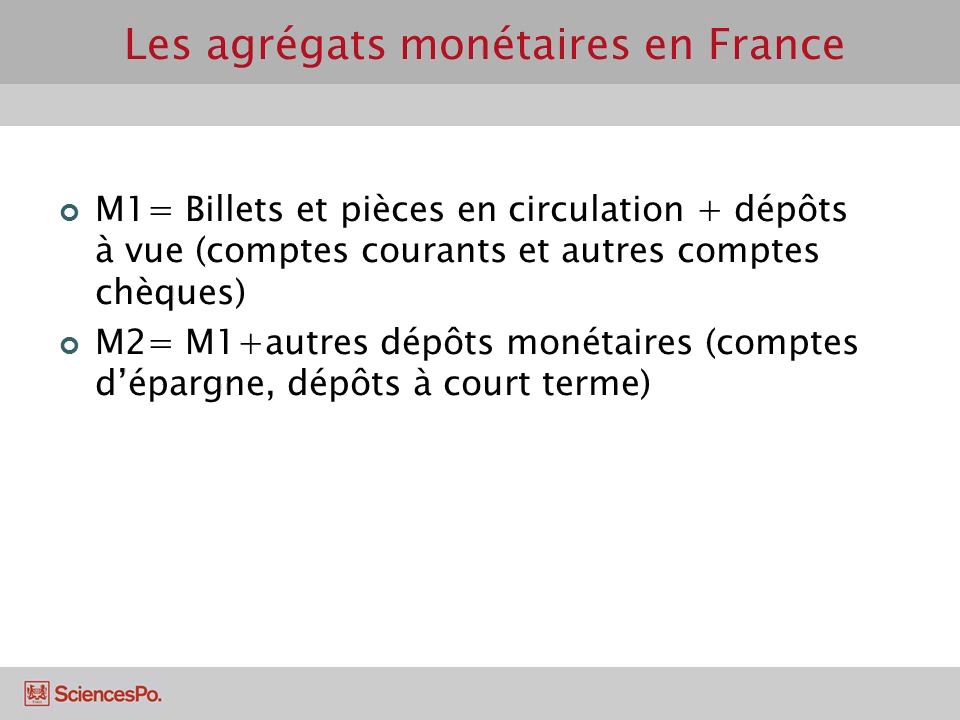 Les agrégats monétaires en France
M1= Billets et pièces en circulation + dépôts
à vue (comptes courants et autres comptes
chèques)
M2= M1+autres dépôts monétaires (comptes
d’épargne, dépôts à court terme)
SciencesPo.